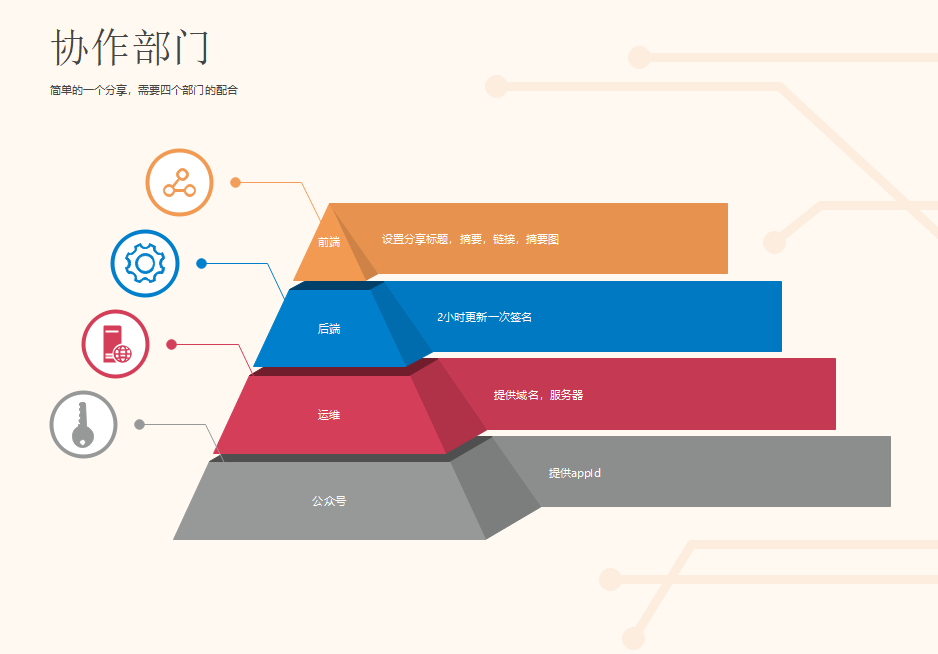 协作部门
简单的一个分享，需要四个部门的配合
前端
设置分享标题，摘要，链接，摘要图
后端
2小时更新一次签名
运维
提供域名，服务器
公众号
提供appId